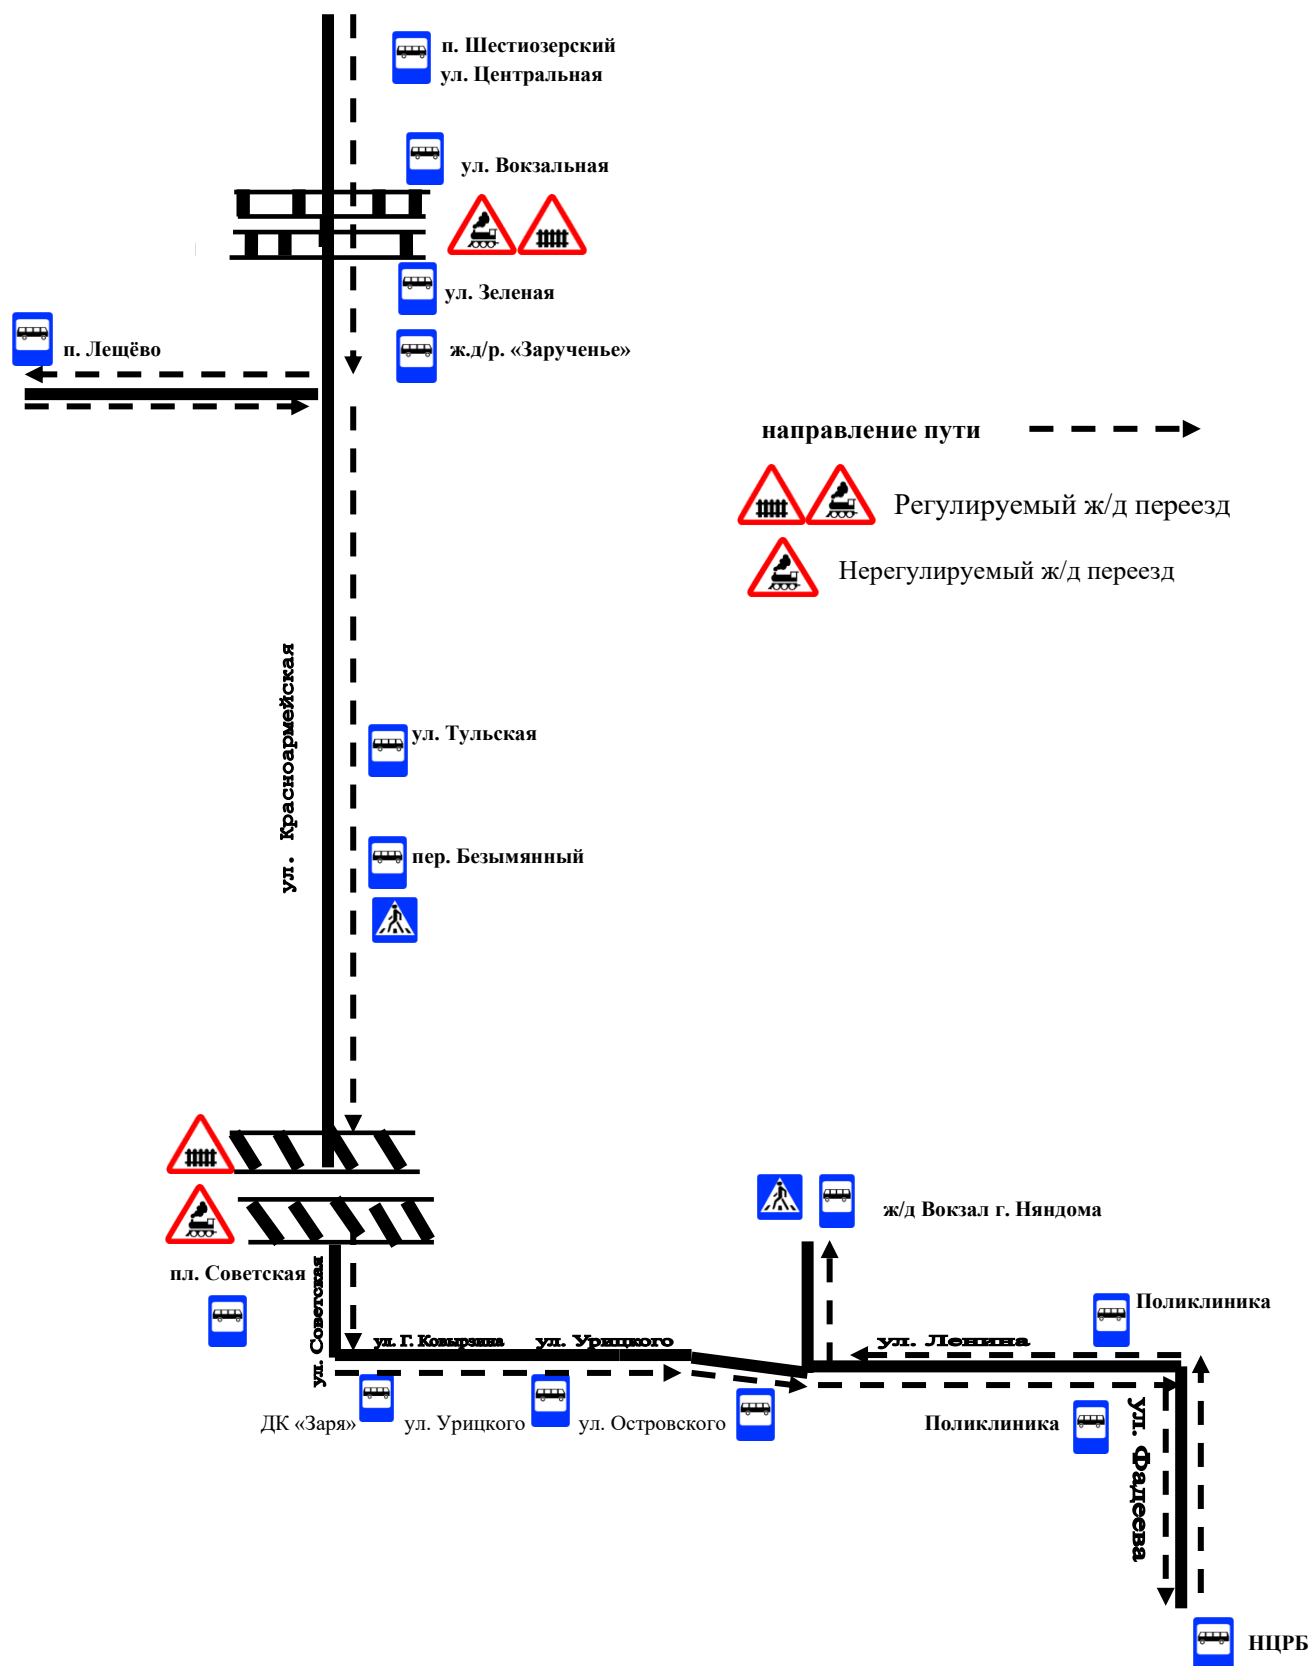 п. Шестиозерский
ул. Центральная
ул. Вокзальная
ул. Зеленая
п. Лещёво
ж.д/р. «Зарученье»
направление пути
Регулируемый ж/д переезд
Нерегулируемый ж/д переезд
ул. Красноармейская
ул. Тульская
пер. Безымянный
ж/д Вокзал г. Няндома
пл. Советская
ул. Советская
Поликлиника
ул. Г. Ковырзина
ул. Урицкого
ул. Ленина
ДК «Заря»
ул. Урицкого
ул. Островского
Поликлиника
ул. Фадеева
НЦРБ